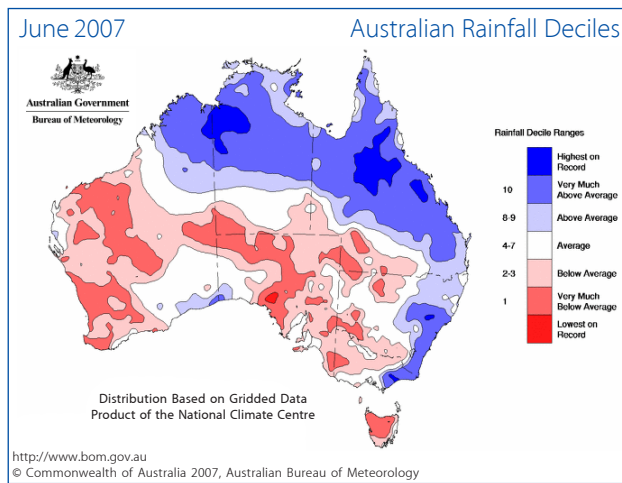 June 2007
Australian Rainfall Deciles
Australian Government
Bureau of Meteorology
Rainfall Decile Ranges
Highest on
Record
10
Very Much
Above Average
8-9
Above Average
4-7
Average
2-3
Below Average
1
Very Much
Below Average
Lowest on
Record
Distribution Based on Gridded Data
Product of the National Climate Centre
http://www.bom.gov.au
© Commonwealth of Australia 2007, Australian Bureau of Meteorology